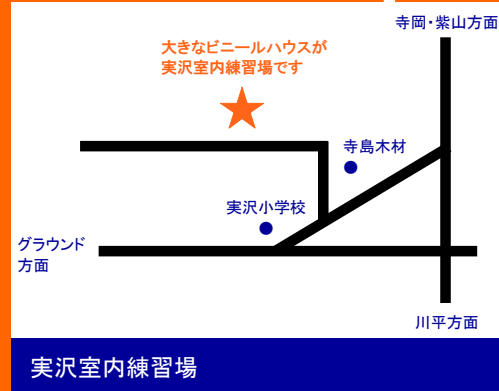 寺岡・紫山方面
大きなビニールハウスが
実沢室内練習場です
寺島木材
実沢小学校
グラウンド
方面
川平方面
実沢室内練習場